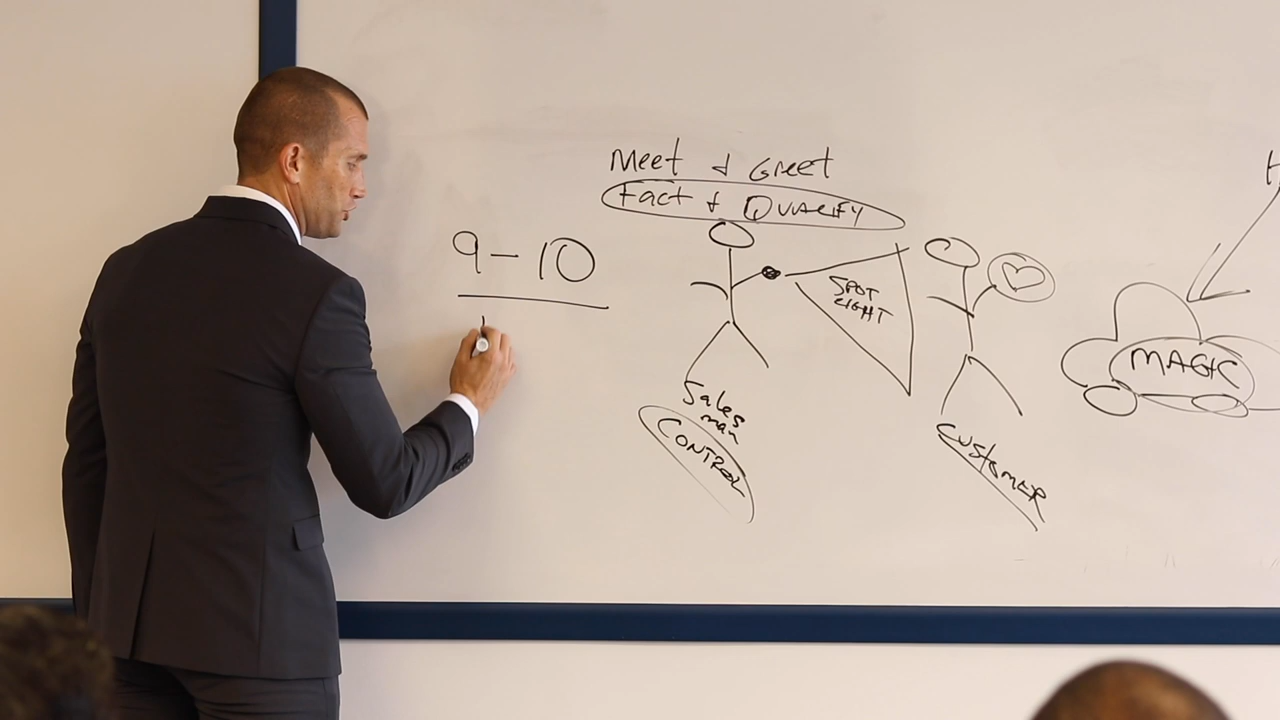 Meet & Greet
Fact & QUALIFY
9-10
SPOT
LIGHT
Sales
man
CONTROL
CUSTOMER
MAGIC